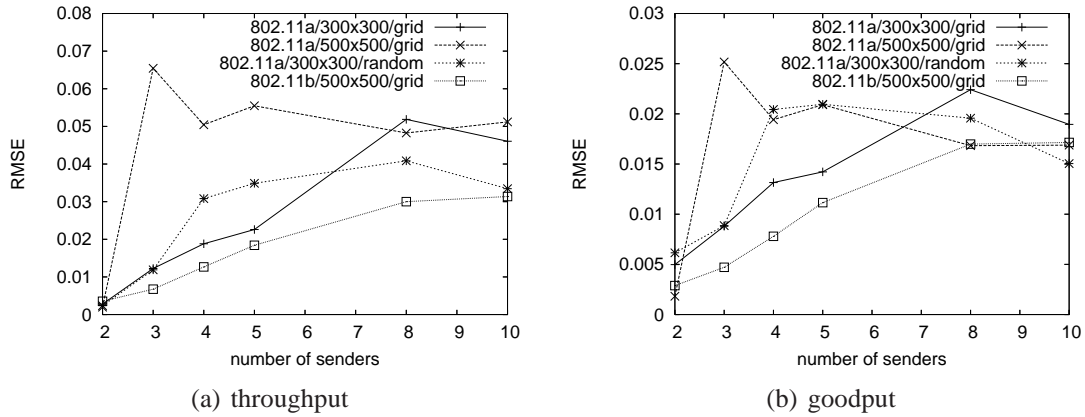 0.08
0.07
0.06
0.05
0.04
0.03
0.02
0.01
0
RMSE
802.11a/300x300/grid
802.11a/500x500/grid
802.11a/300x300/random
802.11b/500x500/grid
2 3 4 5 6 7 8 9 10
number of senders
(a) throughput
0.03
0.025
0.02
0.015
0.01
0.005
0
RMSE
802.11a/300x300/grid
802.11a/500x500/grid
802.11a/300x300/random
802.11b/500x500/grid
2 3 4 5 6 7 8 9 10
number of senders
(b) goodput